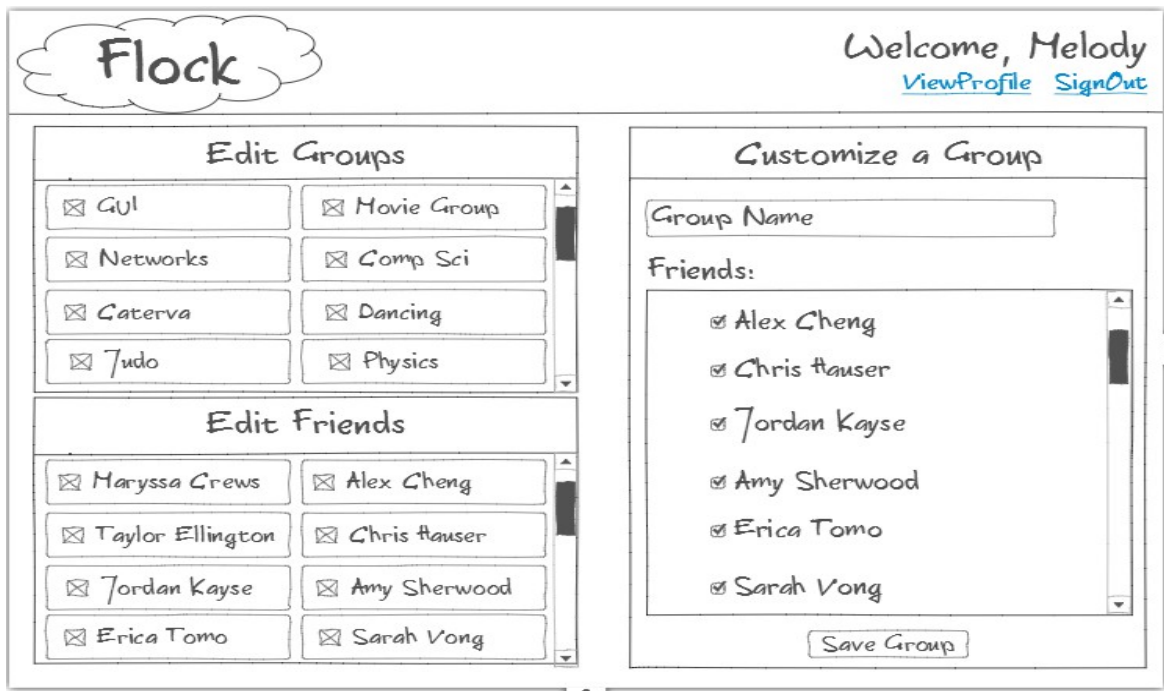 Flock
Welcome, Melody
ViewProfile SignOut
Edit Groups
GUI
Movie Group
Networks
Comp Sci
Caterva
Dancing
Judo
Physics
Edit Friends
Maryssa Crews
Alex Cheng
Taylor Ellington
Chris Hauser
Jordan Kayse
Amy Sherwood
Erica Tomo
Sarah Vong
Customize a Group
Group Name
Friends:
Alex Cheng
Chris Hauser
Jordan Kayse
Amy Sherwood
Erica Tomo
Sarah Vong
Save Group